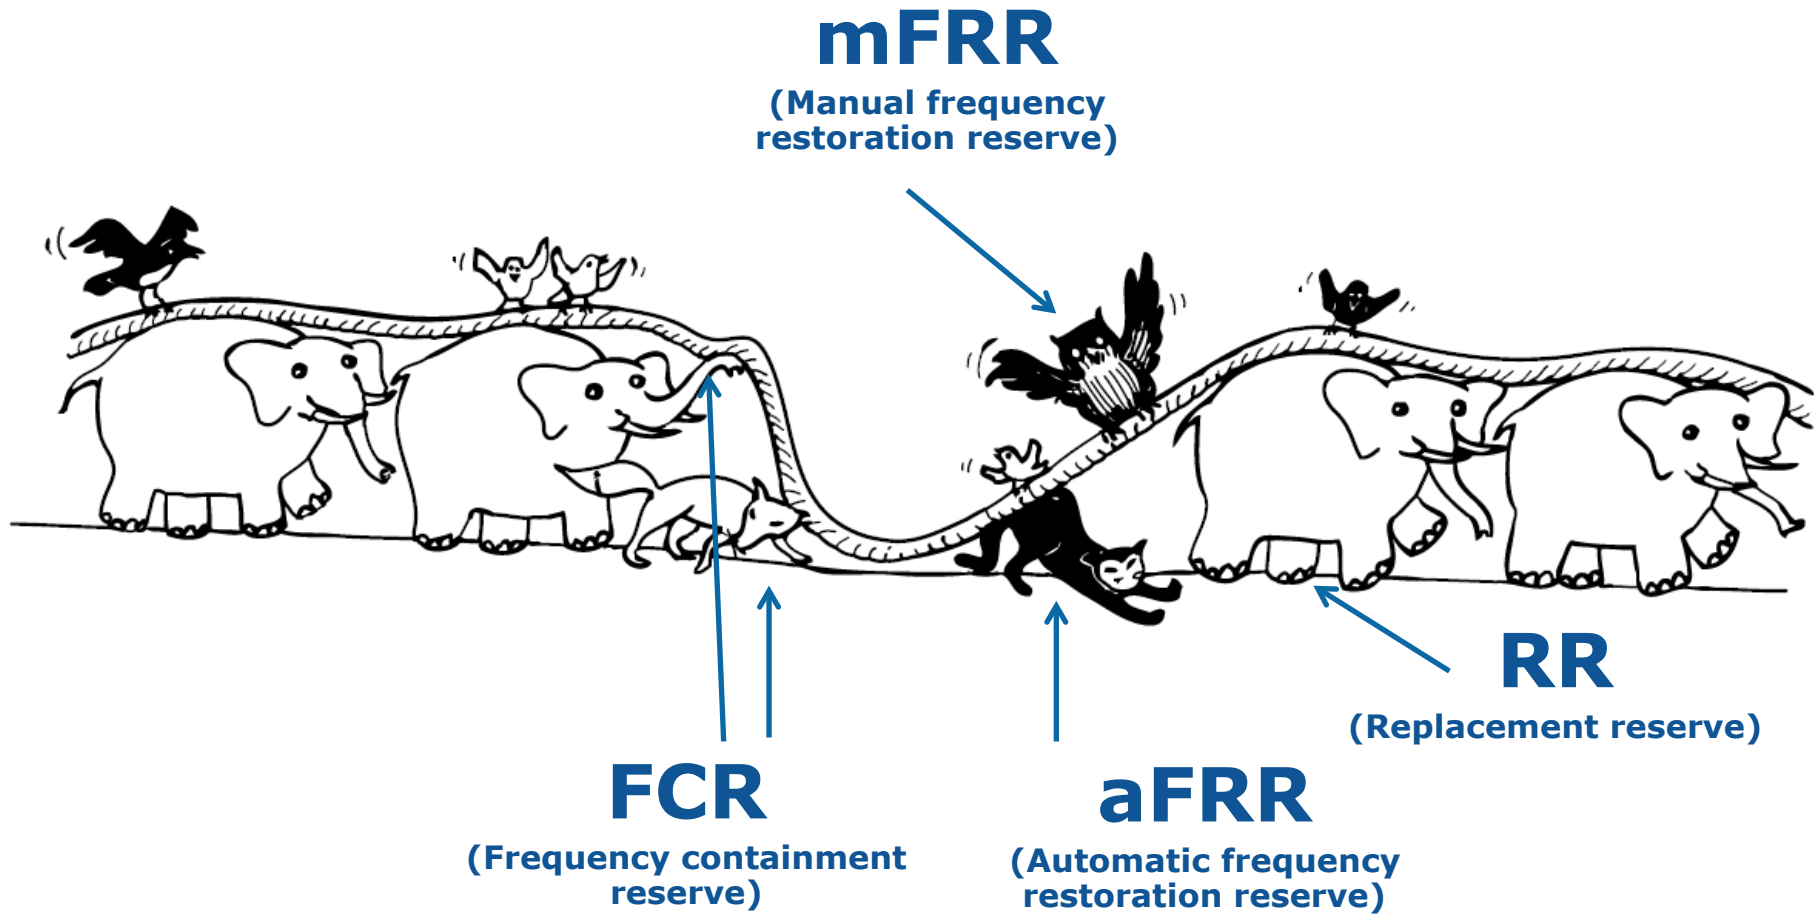 mFRR
(Manual frequency
restoration reserve)
RR
(Replacement reserve)
FCR
(Frequency containment
reserve)
aFRR
(Automatic frequency
restoration reserve)